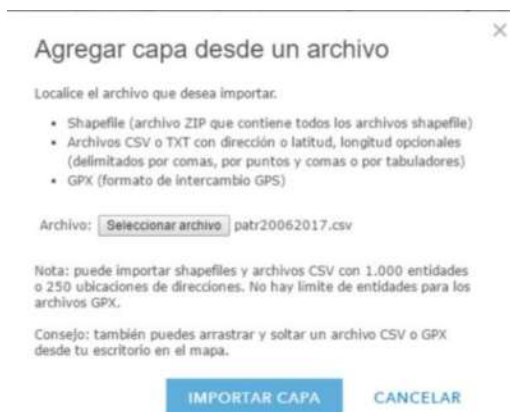 Agregar capa desde un archivo
Localice el archivo que desea importar.
• Shapefile (archivo ZIP que contiene todos los archivos shapefile)
• Archivos CSV o TXT con dirección o latitud, longitud opcionales
(delimitados por comas, por puntos y comas o por tabuladores)
• GPX (formato de intercambio GPS)
Archivo: Seleccionar archivo patr20062017.csv
Nota: puede importar shapefiles y archivos CSV con 1.000 entidades
o 250 ubicaciones de direcciones. No hay límite de entidades para los
archivos GPX.
Consejo: también puedes arrastrar y soltar un archivo CSV o GPX
desde tu escritorio en el mapa.
IMPORTAR CAPA CANCELAR